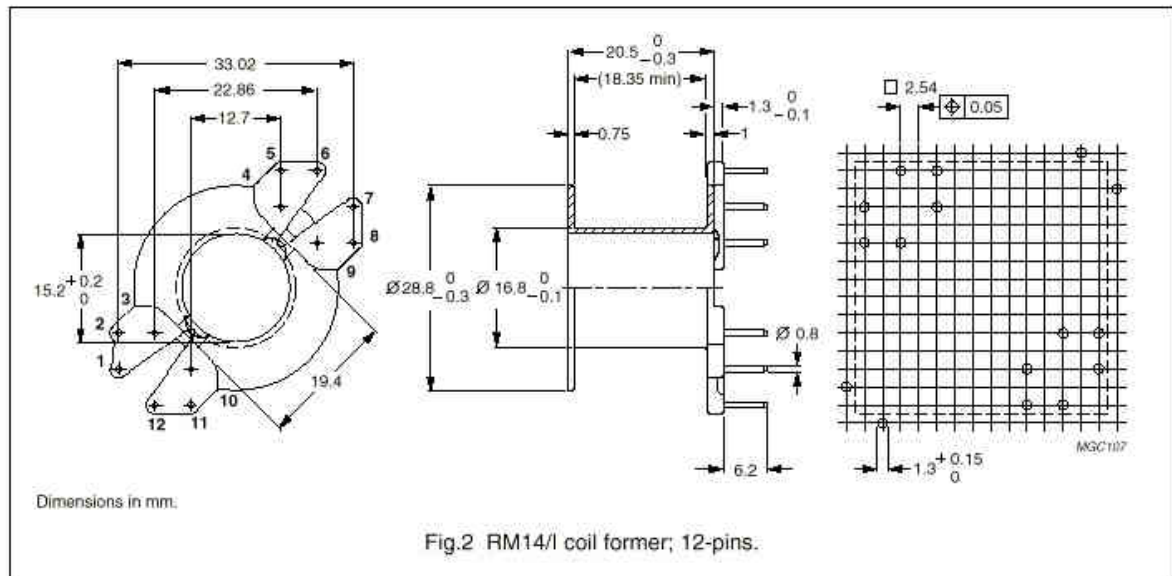 33.02
22.86
12.7
5
6
4
7
8
9
15.2 + 0.2 0
3
2
1
19.4
10
12
11
20.5 0 −0.3
(18.35 min)
1.3 0 −0.1
0.75
1
Ø 28.8 0 −0.3
Ø 16.8 0 −0.1
Ø 0.8
6.2
□ 2.54
⌖ 0.05
MGC107
1.3 + 0.15 0
Dimensions in mm.
Fig.2 RM14/I coil former; 12-pins.